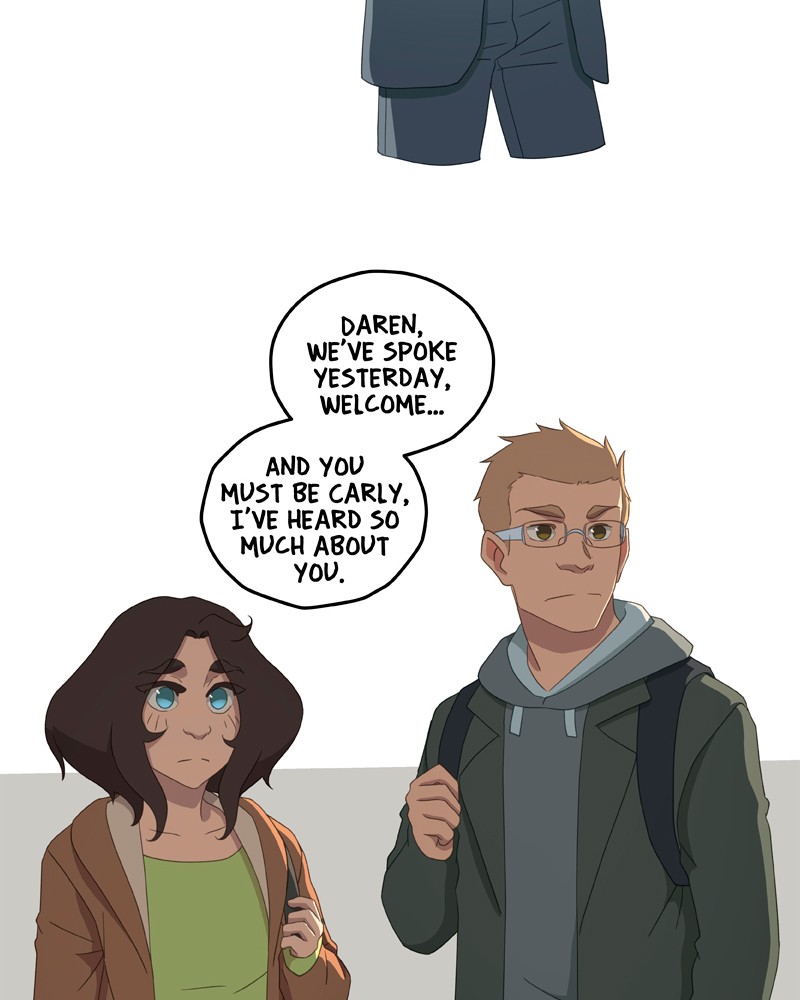 DAREN,
WE'VE SPOKE
YESTERDAY,
WELCOME...
AND YOU
MUST BE CARLY,
I'VE HEARD SO
MUCH ABOUT
YOU.